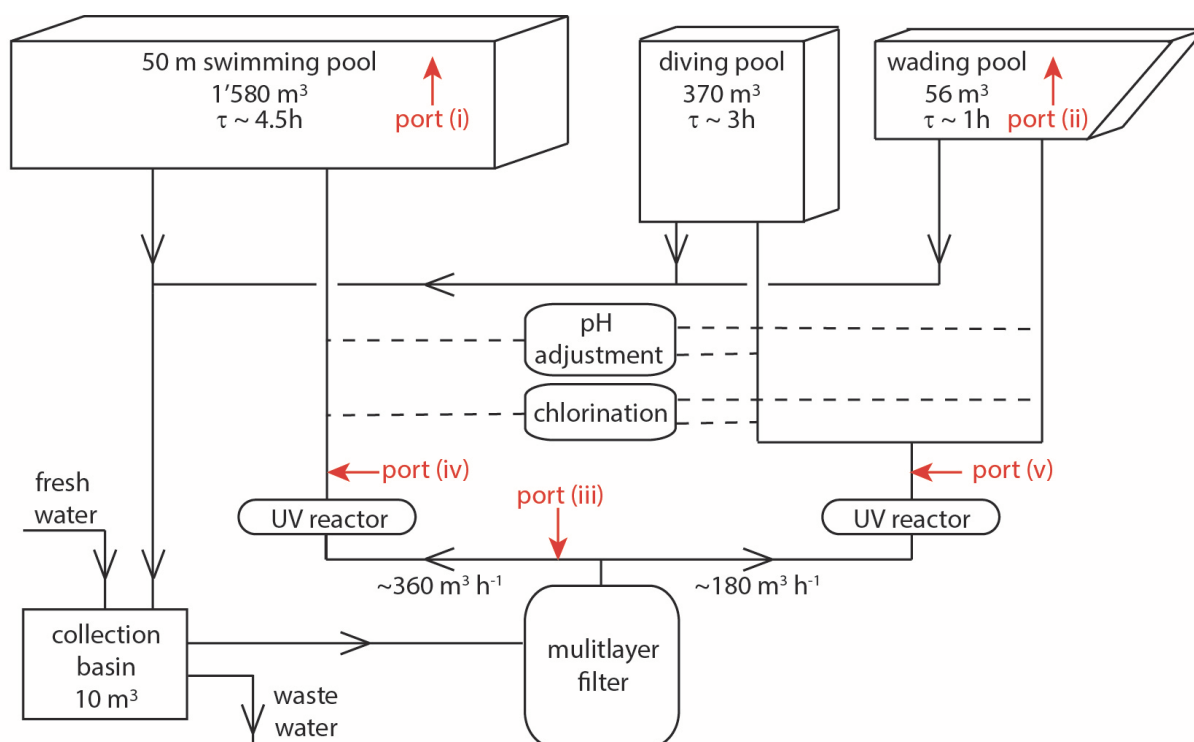 50 m swimming pool
1'580 m³
τ ~ 4.5h
port (i)
diving pool
370 m³
τ ~ 3h
wading pool
56 m³
τ ~ 1h
port (ii)
pH
adjustment
chlorination
port (iv)
port (iii)
port (v)
fresh
water
UV reactor
UV reactor
~360 m³ h⁻¹
~180 m³ h⁻¹
collection
basin
10 m³
mulitlayer
filter
waste
water